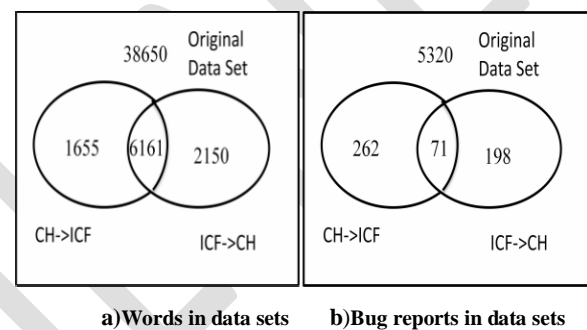 38650 Original
Data Set
1655 6161 2150
CH->ICF
ICF->CH
5320 Original
Data Set
262 71 198
CH->ICF
ICF->CH
a)Words in data sets b)Bug reports in data sets